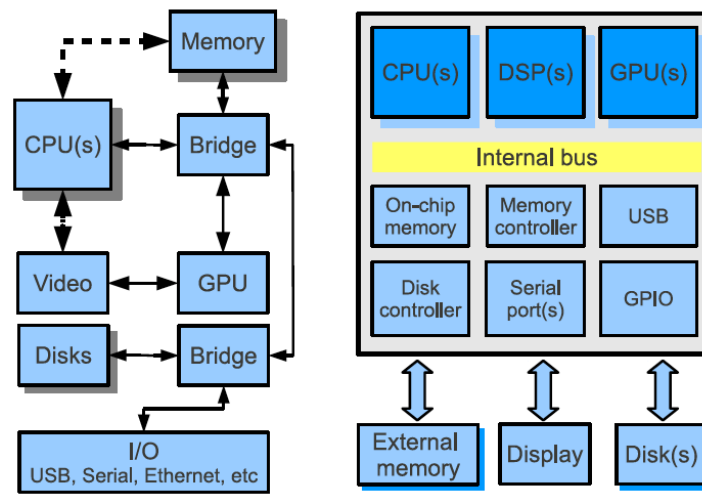 Memory
CPU(s)
Bridge
Video
GPU
Disks
Bridge
I/O
USB, Serial, Ethernet, etc
CPU(s)
DSP(s)
GPU(s)
Internal bus
On-chip
memory
Memory
controller
USB
Disk
controller
Serial
port(s)
GPIO
External
memory
Display
Disk(s)